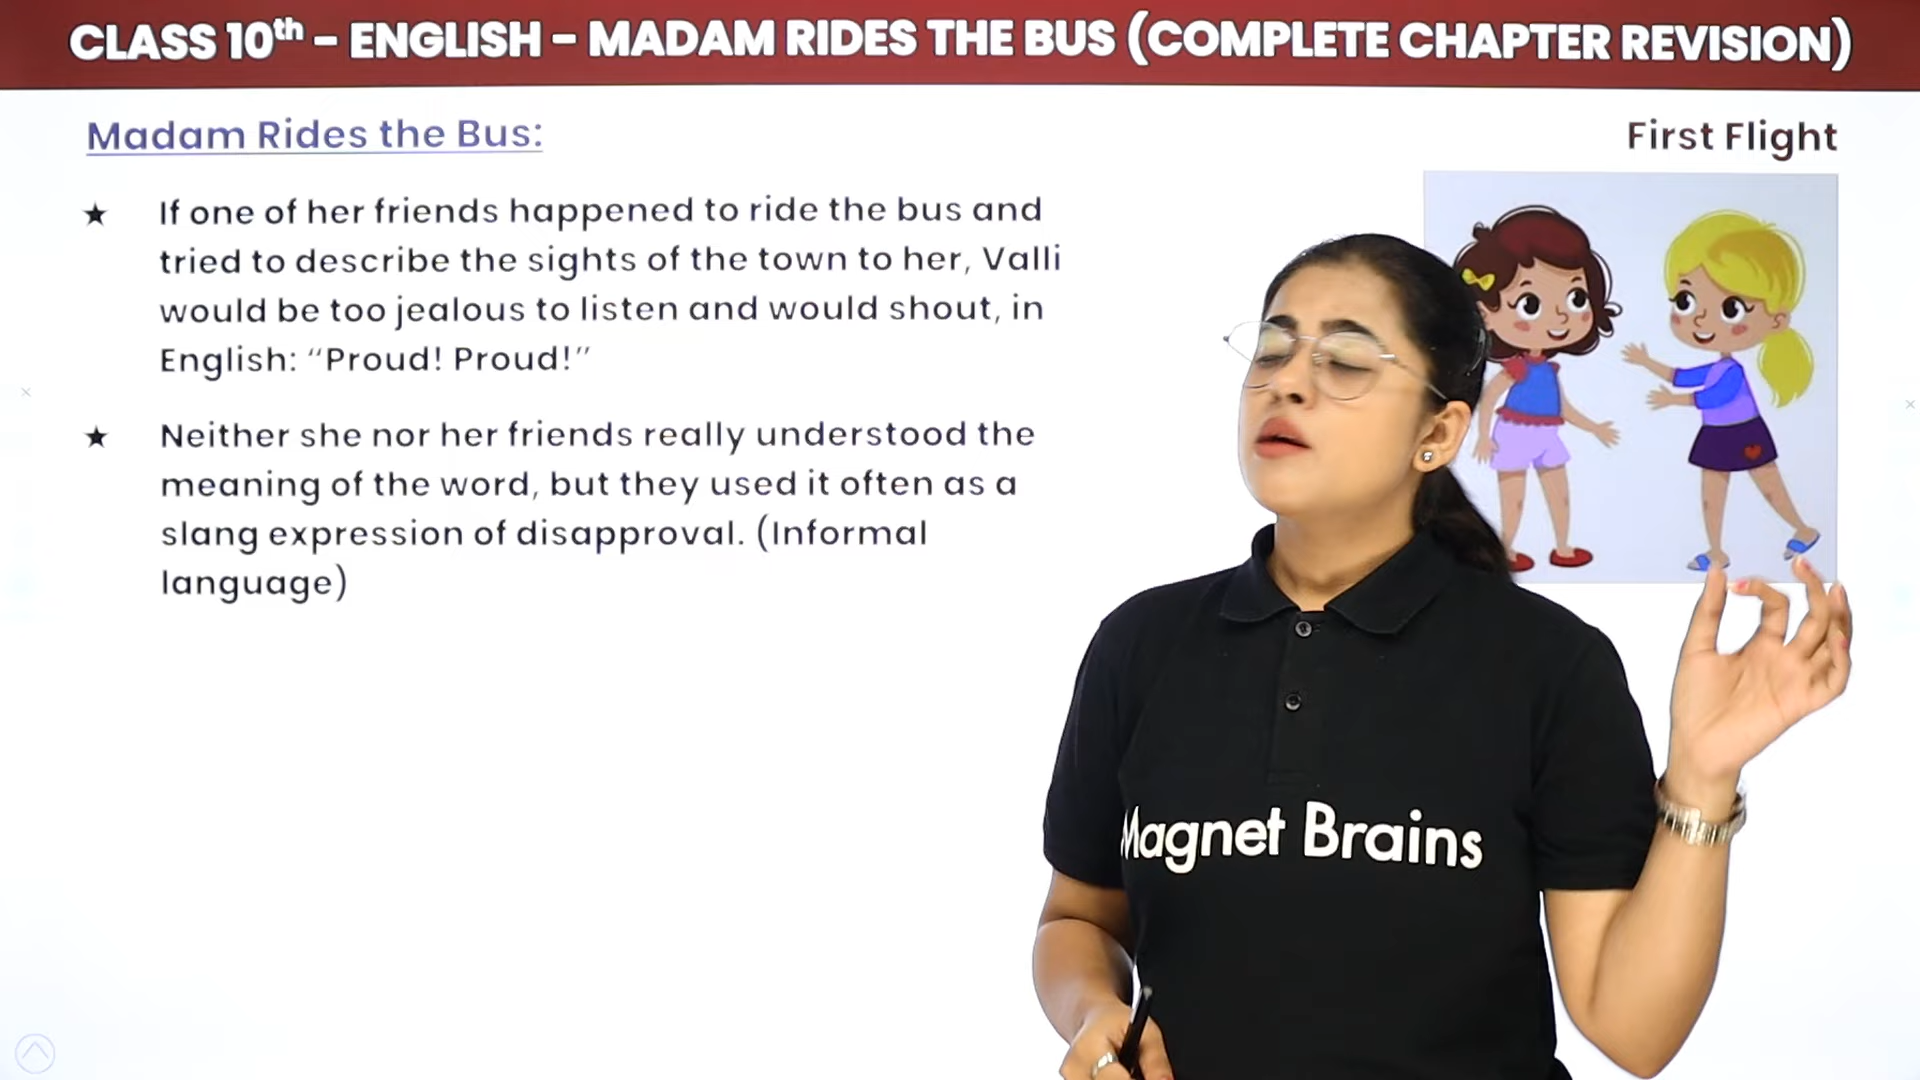 CLASS 10th – ENGLISH – MADAM RIDES THE BUS (COMPLETE CHAPTER REVISION)
Madam Rides the Bus:
First Flight
★ If one of her friends happened to ride the bus and
tried to describe the sights of the town to her, Valli
would be too jealous to listen and would shout, in
English: “Proud! Proud!”
★ Neither she nor her friends really understood the
meaning of the word, but they used it often as a
slang expression of disapproval. (Informal
language)
Magnet Brains